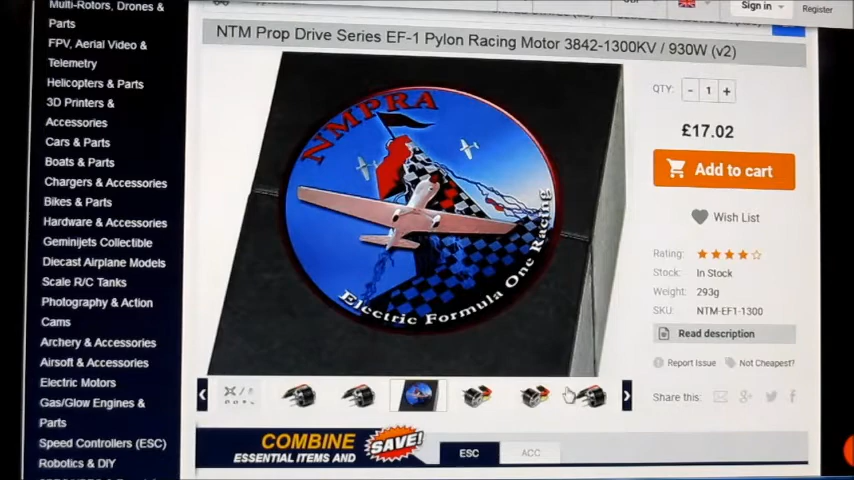 Multi-Rotors, Drones &
Parts
FPV, Aerial Video &
Telemetry
Helicopters & Parts
3D Printers &
Accessories
Cars & Parts
Boats & Parts
Chargers & Accessories
Bikes & Parts
Hardware & Accessories
Geminijets Collectible
Diecast Airplane Models
Scale R/C Tanks
Photography & Action
Cams
Archery & Accessories
Airsoft & Accessories
Electric Motors
Gas/Glow Engines &
Parts
Speed Controllers (ESC)
Robotics & DIY
Sign in
Register
NTM Prop Drive Series EF-1 Pylon Racing Motor 3842-1300KV / 930W (v2)
NMPRA
Electric Formula One Racing
QTY: - 1 +
£17.02
Add to cart
Wish List
Rating:
Stock: In Stock
Weight: 293g
SKU: NTM-EF1-1300
Read description
Report Issue Not Cheapest?
Share this:
COMBINE
ESSENTIAL ITEMS AND
SAVE!
ESC
ACC